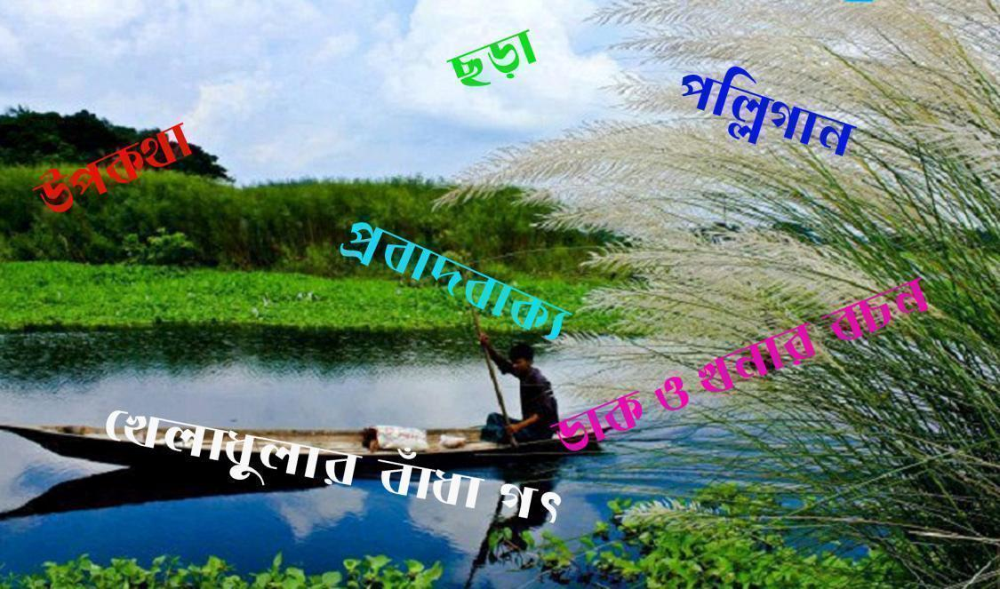 ছড়া
পল্লিগান
উপকথা
প্রবাদবাক্য
ডাক ও খনার বচন
খেলাধুলার বাঁধা গৎ